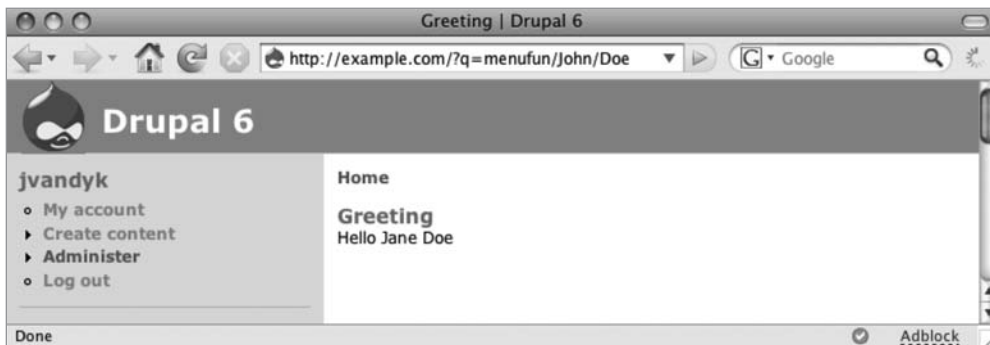 Greeting | Drupal 6
http://example.com/?q=menufun/John/Doe
G Google
Drupal 6
jvandyk
My account
Create content
Administer
Log out
Home
Greeting
Hello Jane Doe
Done
Adblock